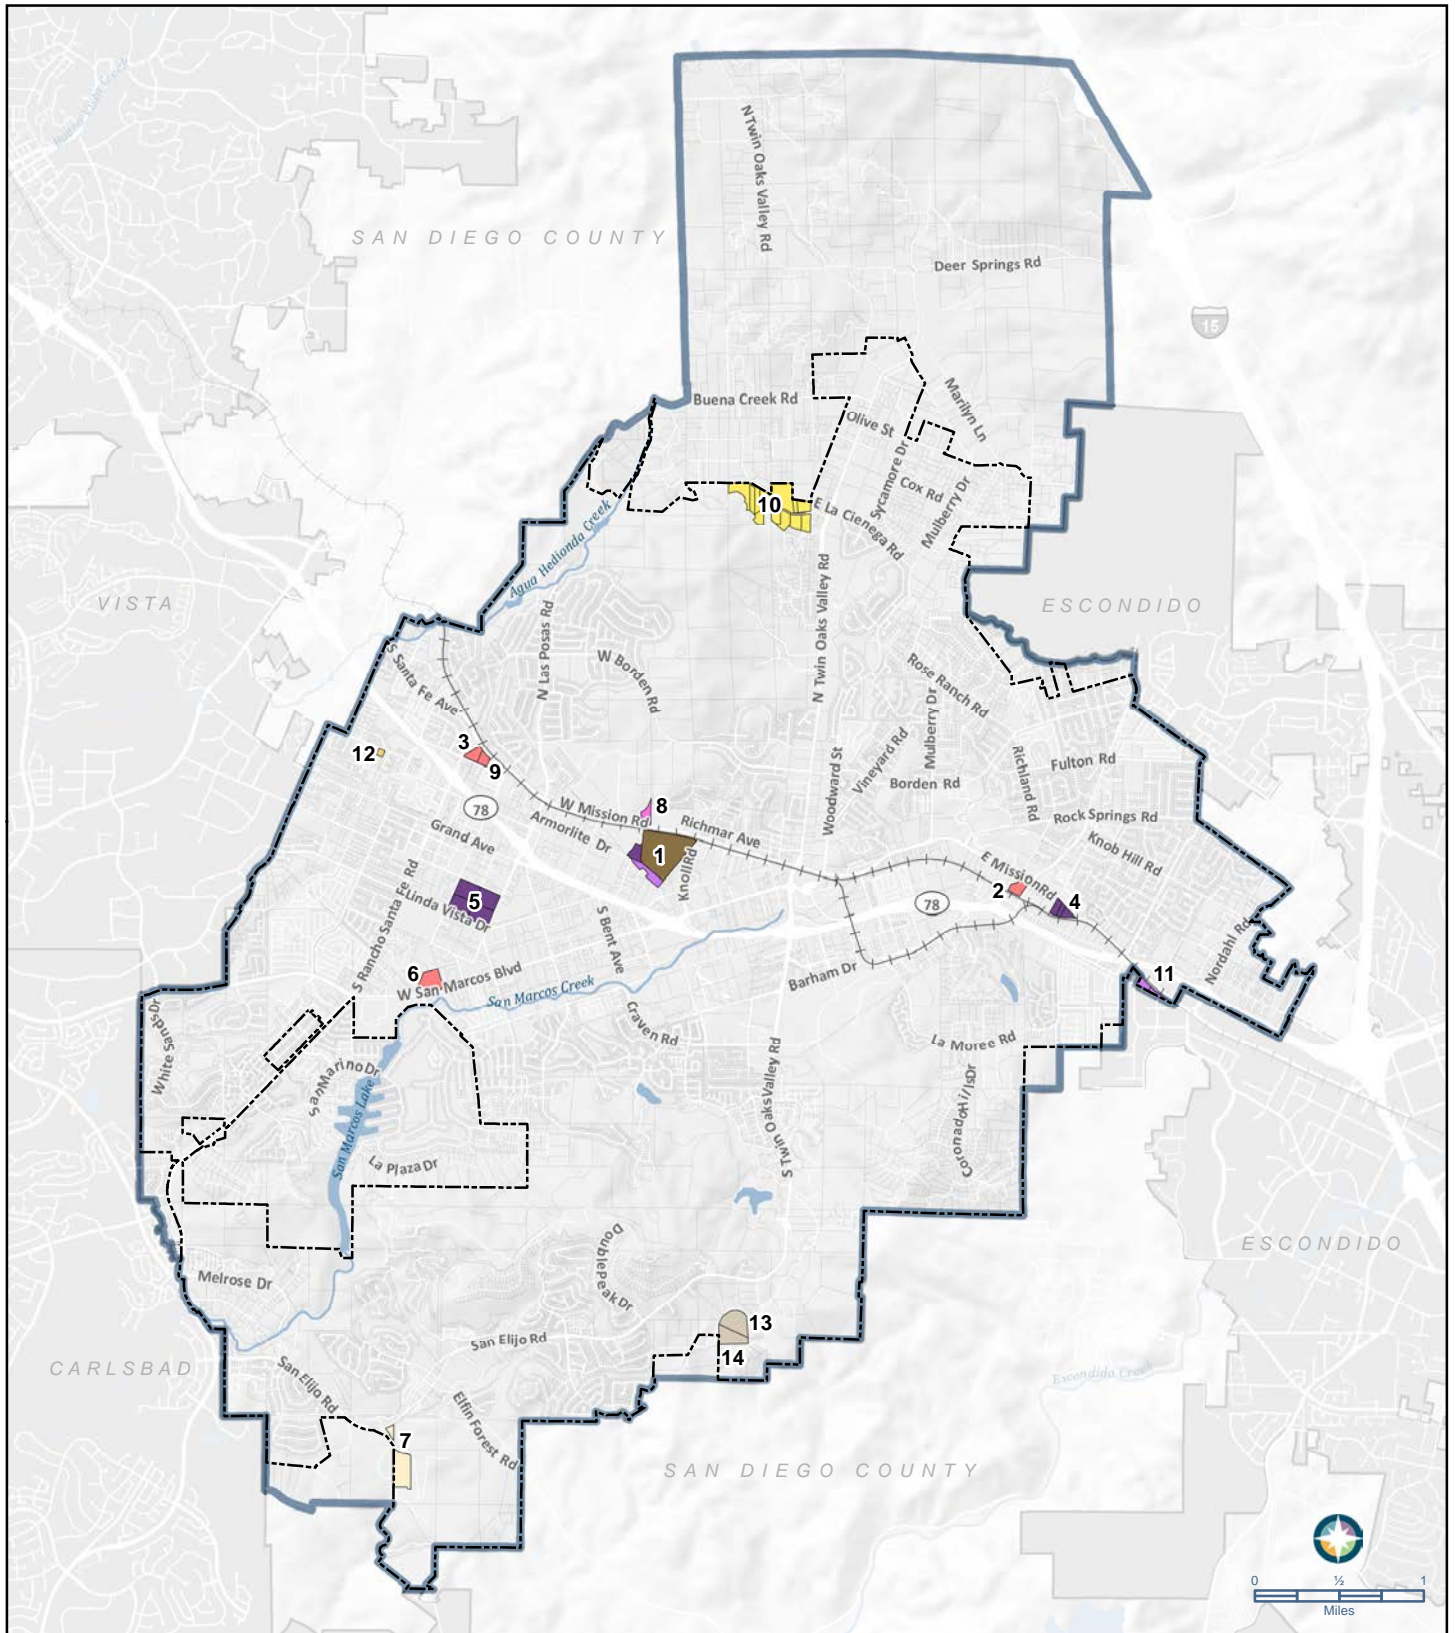 Buena Vista Creek
N Twin Oaks Valley Rd
SAN DIEGO COUNTY
Deer Springs Rd
15
Marilyn Ln
Buena Creek Rd
Olive St
Sycamore Dr
Cox Rd
Mulberry Dr
10
E La Cienega Rd
Agua Hedionda Creek
VISTA
ESCONDIDO
N Las Posas Rd
N Twin Oaks Valley Rd
S Santa Fe Ave
W Borden Rd
Rose Ranch Rd
Mulberry Dr
3
12
9
Vineyard Rd
Woodward St
Borden Rd
Richland Rd
Fulton Rd
78
W Mission Rd
8
Richmar Ave
Rock Springs Rd
Grand Ave
Armorlite Dr
1
Knoll Rd
Knob Hill Rd
E Mission Rd
2
4
5
Linda Vista Dr
S Rancho Santa Fe Rd
S Bent Ave
78
Nordahl Rd
6
W San Marcos Blvd
San Marcos Creek
Barham Dr
11
White Sands Dr
Craven Rd
La Moree Rd
San Marino Dr
San Marcos Lake
S Twin Oaks Valley Rd
Coronado Hills Dr
La Plaza Dr
Doublepeak Dr
ESCONDIDO
Melrose Dr
13
San Elijo Rd
14
CARLSBAD
San Elijo Rd
Elfin Forest Rd
Escondido Creek
7
SAN DIEGO COUNTY
0 ½ 1
Miles